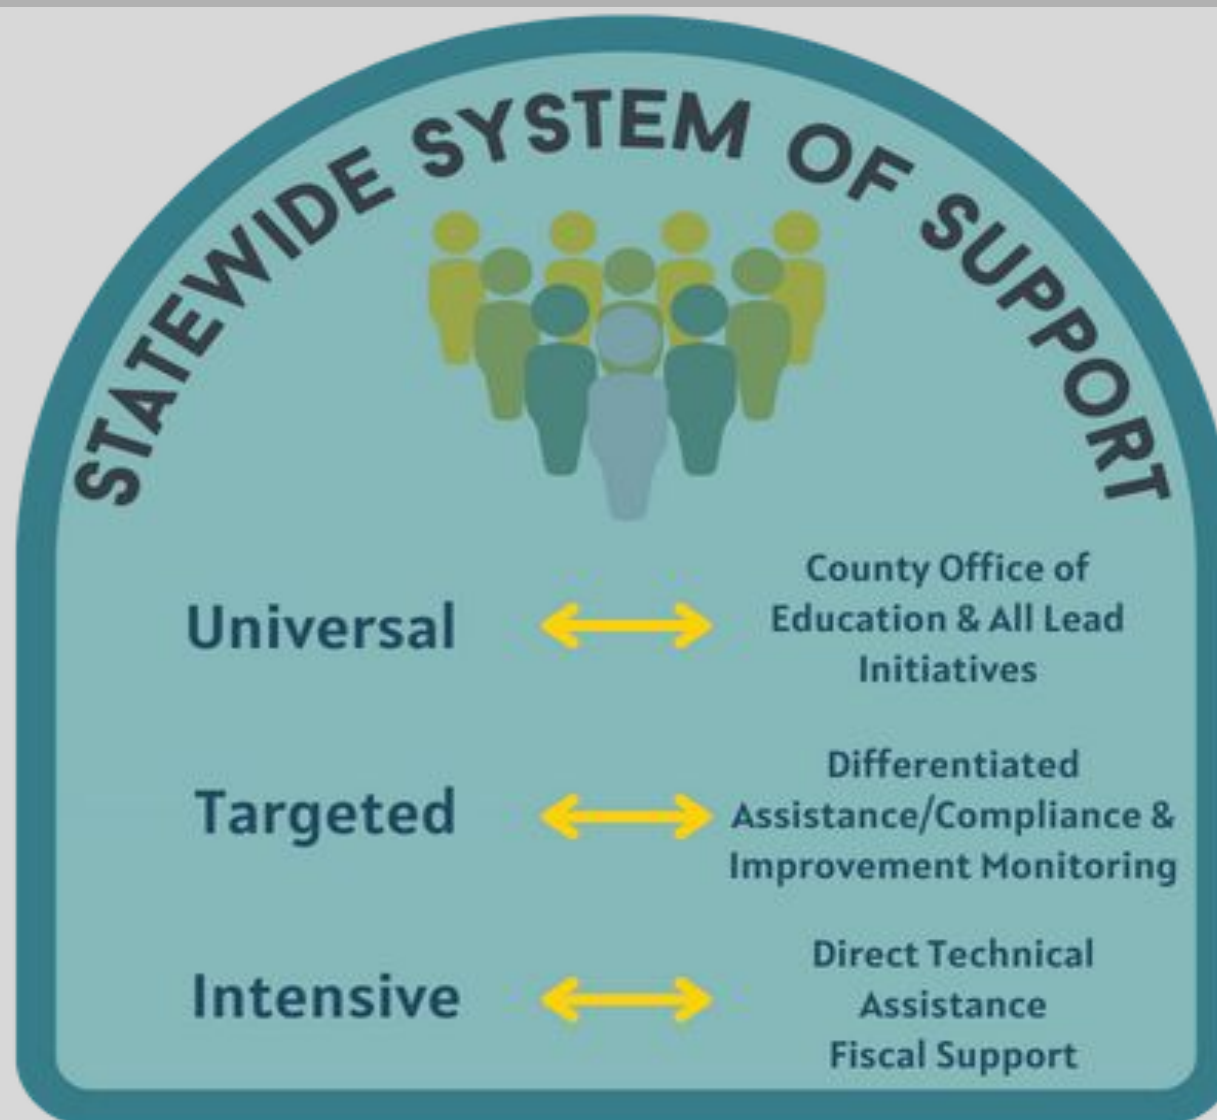 STATEWIDE SYSTEM OF SUPPORT
Universal
County Office of
Education & All Lead
Initiatives
Targeted
Differentiated
Assistance/Compliance &
Improvement Monitoring
Intensive
Direct Technical
Assistance
Fiscal Support